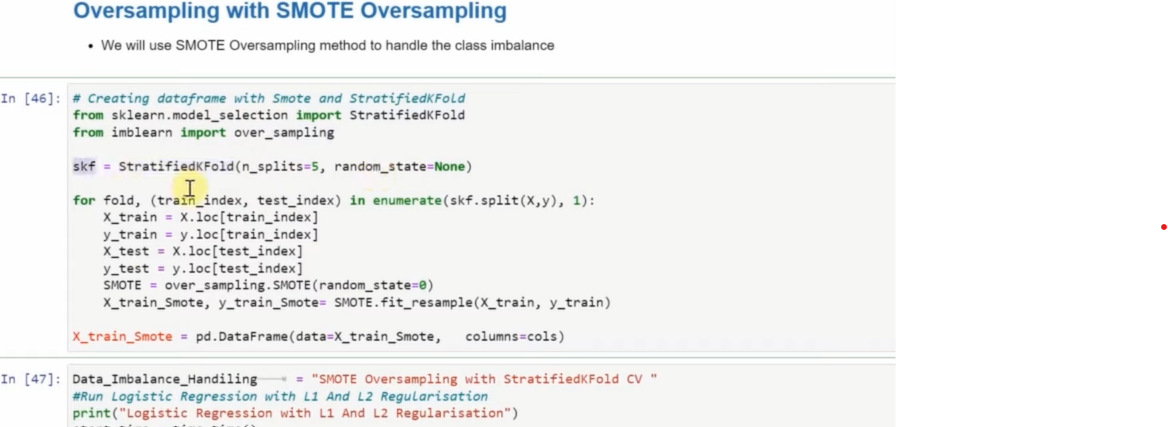 Oversampling with SMOTE Oversampling
• We will use SMOTE Oversampling method to handle the class imbalance
In [46]: # Creating dataframe with Smote and StratifiedKFold
from sklearn.model_selection import StratifiedKFold
from imblearn import over_sampling
skf = StratifiedKFold(n_splits=5, random_state=None)
for fold, (train_index, test_index) in enumerate(skf.split(X,y), 1):
X_train = X.loc[train_index]
y_train = y.loc[train_index]
X_test = X.loc[test_index]
y_test = y.loc[test_index]
SMOTE = over_sampling.SMOTE(random_state=0)
X_train_Smote, y_train_Smote= SMOTE.fit_resample(X_train, y_train)
X_train_Smote = pd.DataFrame(data=X_train_Smote, columns=cols)
In [47]: Data_Imbalance_Handiling = "SMOTE Oversampling with StratifiedKFold CV "
#Run Logistic Regression with L1 And L2 Regularisation
print("Logistic Regression with L1 And L2 Regularisation")